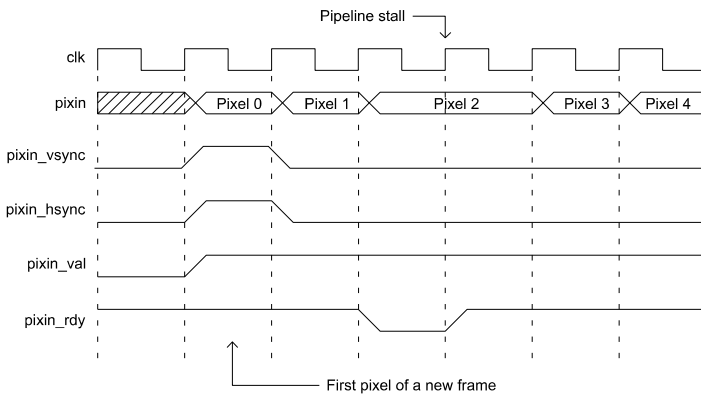 Pipeline stall
clk
pixin Pixel 0 Pixel 1 Pixel 2 Pixel 3 Pixel 4
pixin_vsync
pixin_hsync
pixin_val
pixin_rdy
First pixel of a new frame